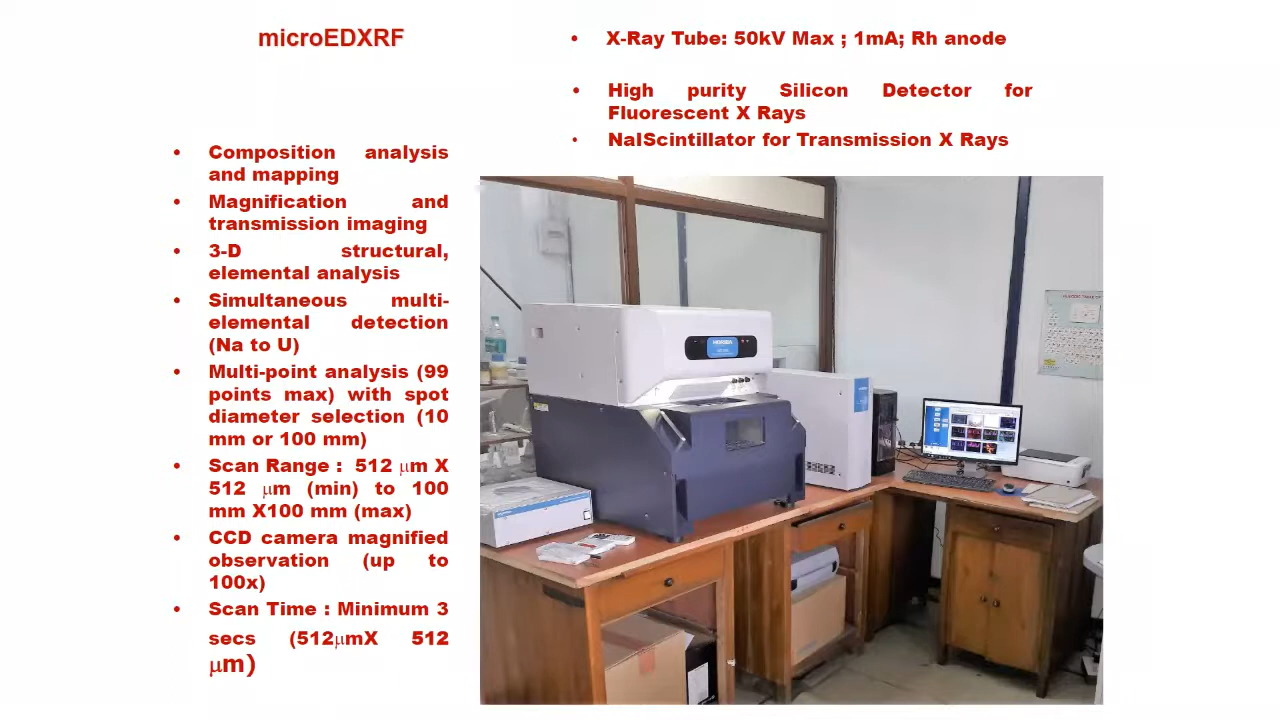 microEDXRF
• X-Ray Tube: 50kV Max ; 1mA; Rh anode
• High purity Silicon Detector for
Fluorescent X Rays
• NaIScintillator for Transmission X Rays
• Composition analysis
and mapping
• Magnification and
transmission imaging
• 3-D structural,
elemental analysis
• Simultaneous multi-
elemental detection
(Na to U)
• Multi-point analysis (99
points max) with spot
diameter selection (10
mm or 100 mm)
• Scan Range : 512 μm X
512 μm (min) to 100
mm X100 mm (max)
• CCD camera magnified
observation (up to
100x)
• Scan Time : Minimum 3
secs (512μmX 512
μm)
HORIBA